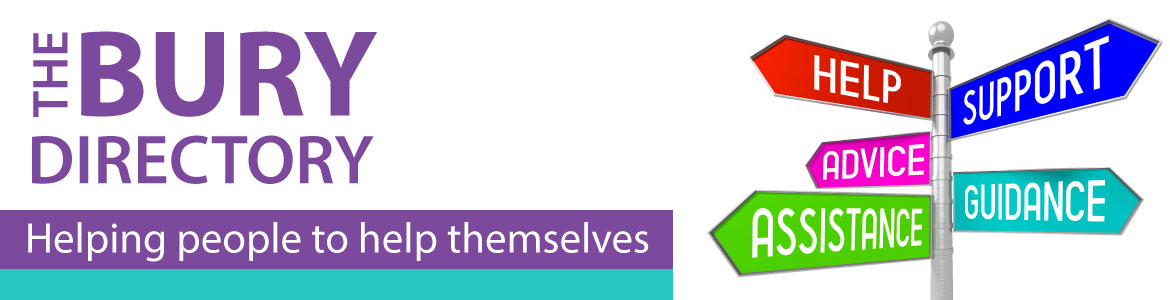 THE
BURY
DIRECTORY
Helping people to help themselves
HELP
SUPPORT
ADVICE
GUIDANCE
ASSISTANCE